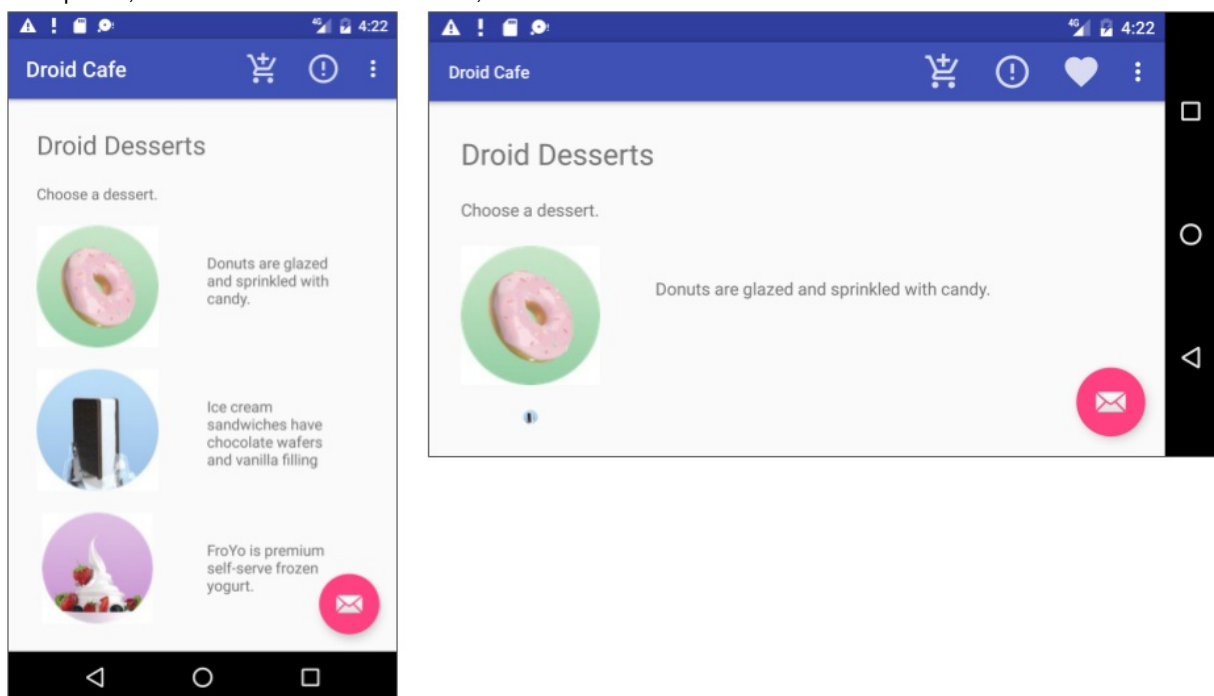 4G 4:22
Droid Cafe
Droid Desserts
Choose a dessert.
Donuts are glazed
and sprinkled with
candy.
Ice cream
sandwiches have
chocolate wafers
and vanilla filling
FroYo is premium
self-serve frozen
yogurt.
4G 4:22
Droid Cafe
Droid Desserts
Choose a dessert.
Donuts are glazed and sprinkled with candy.